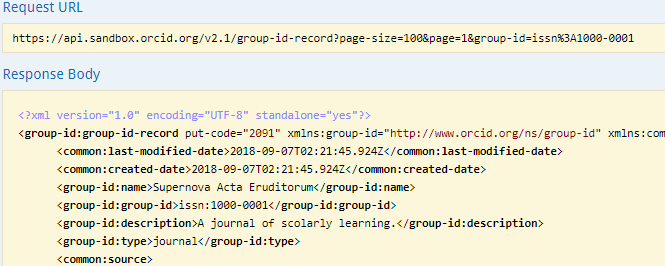 Request URL
https://api.sandbox.orcid.org/v2.1/group-id-record?page-size=100&page=1&group-id=issn%3A1000-0001
Response Body
<?xml version="1.0" encoding="UTF-8" standalone="yes"?>
<group-id:group-id-record put-code="2091" xmlns:group-id="http://www.orcid.org/ns/group-id" xmlns:com
<common:last-modified-date>2018-09-07T02:21:45.924Z</common:last-modified-date>
<common:created-date>2018-09-07T02:21:45.924Z</common:created-date>
<group-id:name>Supernova Acta Eruditorum</group-id:name>
<group-id:group-id>issn:1000-0001</group-id:group-id>
<group-id:description>A journal of scolarly learning.</group-id:description>
<group-id:type>journal</group-id:type>
<common:source>